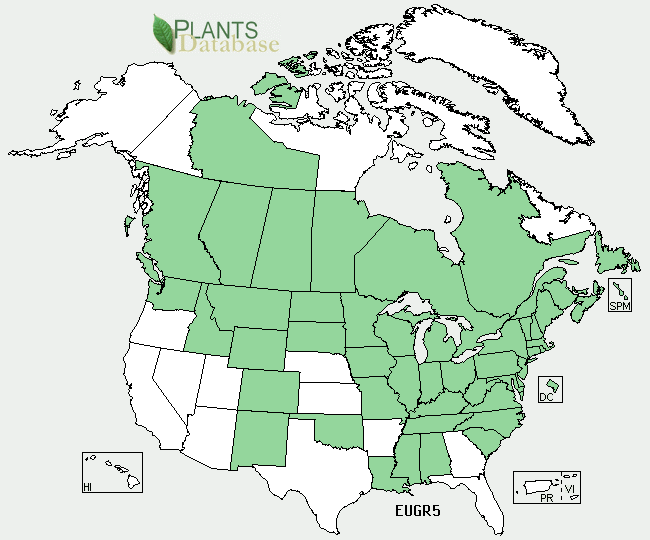 PLANTS
Database
SPM
DC
HI
PR
VI
EUGR5